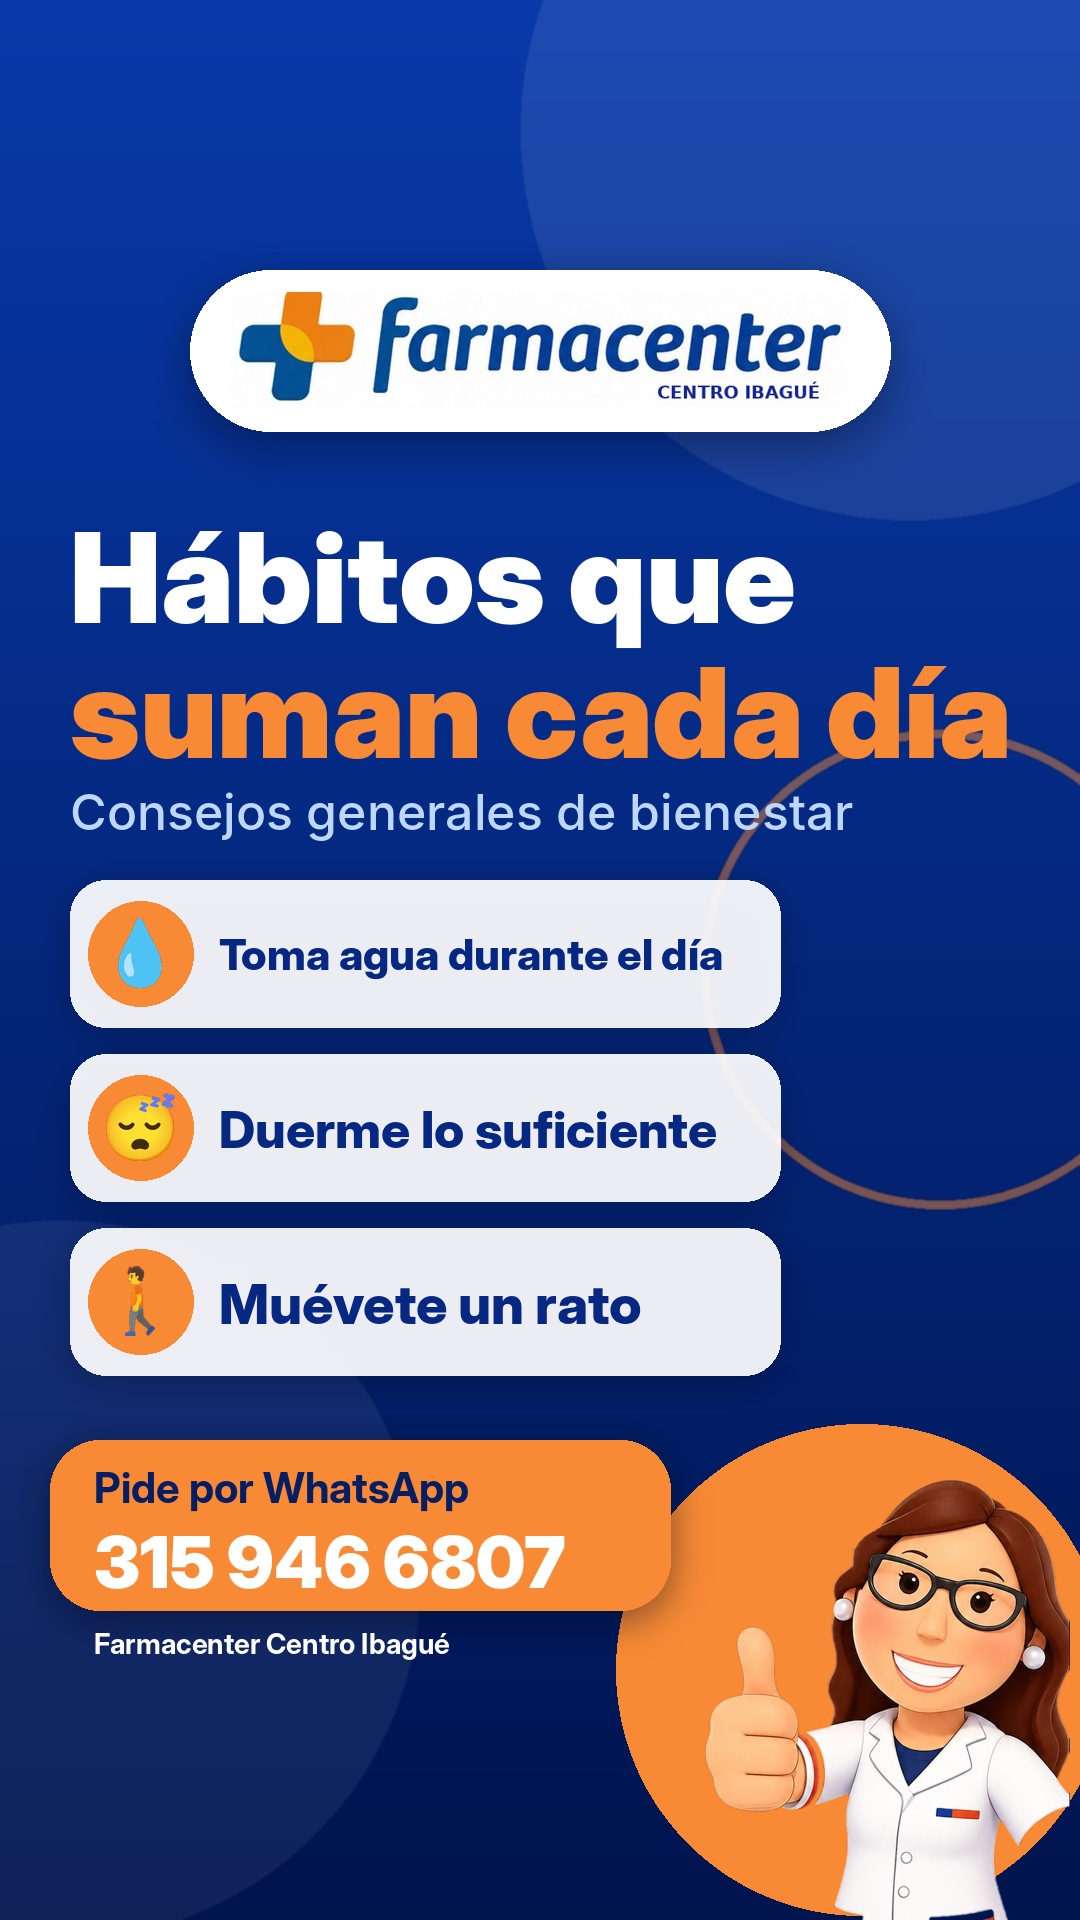 farmacenter
CENTRO IBAGUÉ
Hábitos que
suman cada día
Consejos generales de bienestar
Toma agua durante el día
Duerme lo suficiente
Muévete un rato
Pide por WhatsApp
315 946 6807
Farmacenter Centro Ibagué